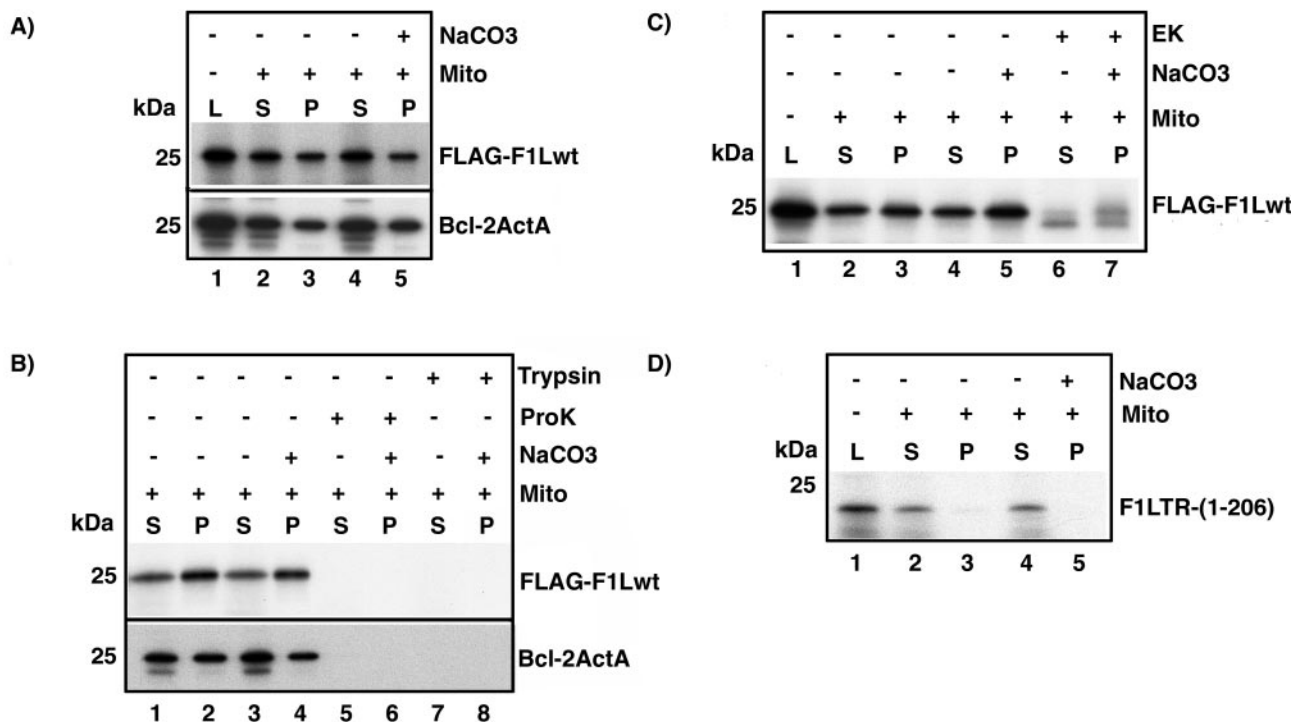 A)
- - - - + NaCO3
- + + + + Mito
kDa L S P S P
25 FLAG-F1Lwt
25 Bcl-2ActA
1 2 3 4 5
B)
- - - - - - + + Trypsin
- - - - + + - - ProK
- - - + - + - + NaCO3
+ + + + + + + + Mito
kDa S P S P S P S P
25 FLAG-F1Lwt
25 Bcl-2ActA
1 2 3 4 5 6 7 8
C)
- - - - - + + EK
- - - - + - + NaCO3
- + + + + + + Mito
kDa L S P S P S P
25 FLAG-F1Lwt
1 2 3 4 5 6 7
D)
- - - - + NaCO3
- + + + + Mito
kDa L S P S P
25
F1LTR-(1-206)
1 2 3 4 5